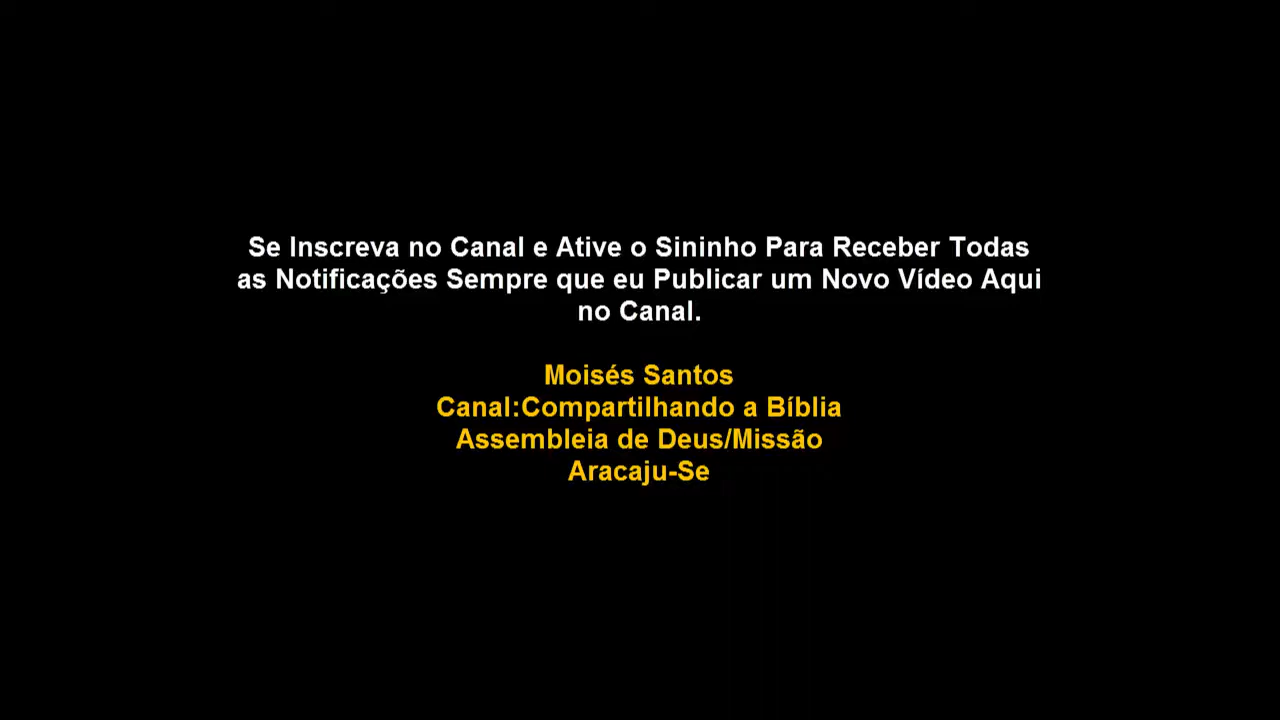 Se Inscreva no Canal e Ative o Sininho Para Receber Todas
as Notificações Sempre que eu Publicar um Novo Vídeo Aqui
no Canal.
Moisés Santos
Canal:Compartilhando a Bíblia
Assembleia de Deus/Missão
Aracaju-Se